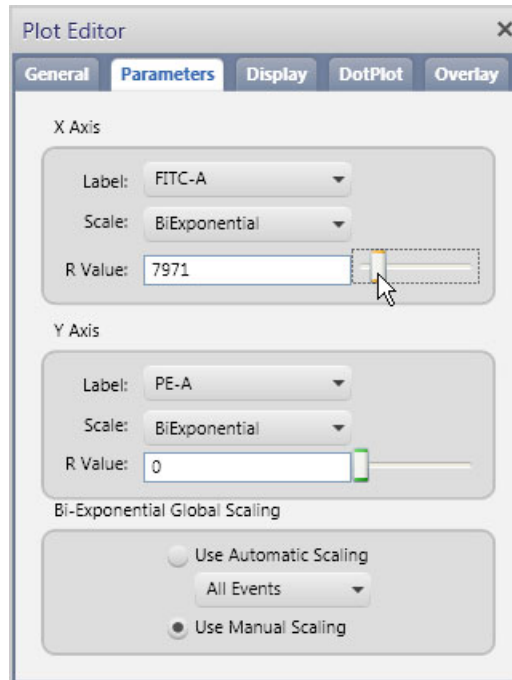 Plot Editor
General Parameters Display DotPlot Overlay
X Axis
Label: FITC-A
Scale: BiExponential
R Value: 7971
Y Axis
Label: PE-A
Scale: BiExponential
R Value: 0
Bi-Exponential Global Scaling
Use Automatic Scaling
All Events
Use Manual Scaling